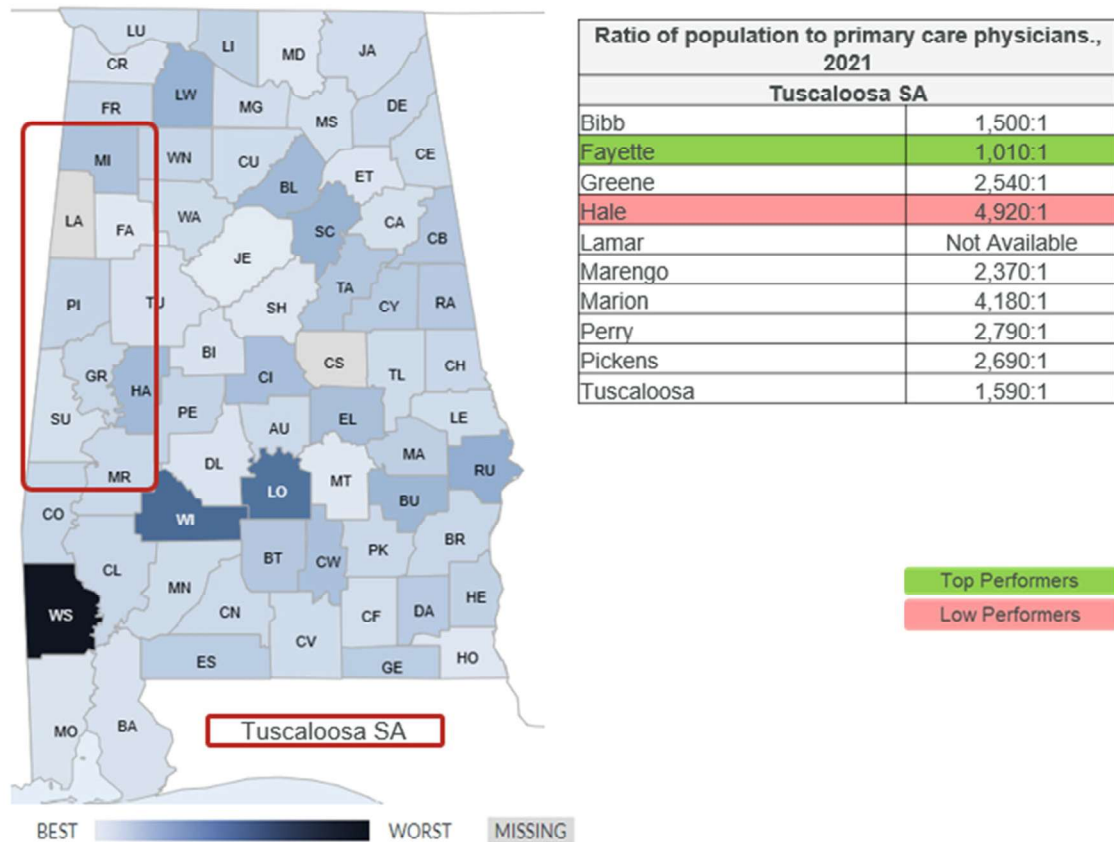 LU
LI
MD
JA
CR
LW
FR
MG
MS
DE
MI
WN
CU
CE
BL
ET
LA
FA
WA
SC
CA
CB
JE
PI
TU
SH
TA
CY
RA
BI
CS
GR
HA
CI
TL
CH
PE
EL
SU
AU
LE
MA
DL
MR
LO
MT
RU
BU
WI
CO
BR
BT
CW
PK
CL
MN
HE
WS
CN
CF
DA
CV
ES
GE
HO
MO
BA
Tuscaloosa SA
BEST
WORST
MISSING
Ratio of population to primary care physicians.,
2021
Tuscaloosa SA
Bibb 1,500:1
Fayette 1,010:1
Greene 2,540:1
Hale 4,920:1
Lamar Not Available
Marengo 2,370:1
Marion 4,180:1
Perry 2,790:1
Pickens 2,690:1
Tuscaloosa 1,590:1
Top Performers
Low Performers